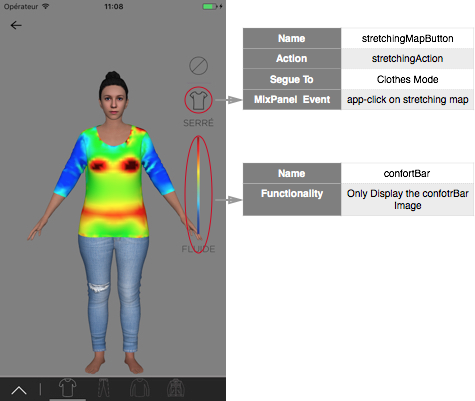 Opérateur
11:08
SERRÉ
FLUIDE
Name stretchingMapButton
Action stretchingAction
Segue To Clothes Mode
MixPanel Event app-click on stretching map
Name confortBar
Functionality Only Display the confotrBar
Image